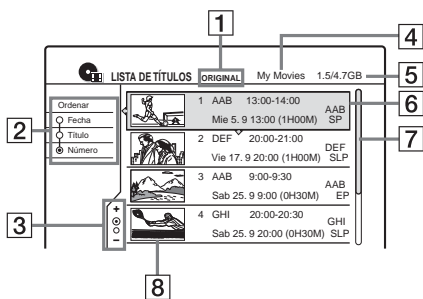 1
4
LISTA DE TÍTULOS ORIGINAL My Movies 1.5/4.7GB
5
6
7
2
Ordenar
Fecha
Título
Número
1 AAB 13:00-14:00
Mie 5. 9 13:00 (1H00M)
AAB
SP
2 DEF 20:00-21:00
Vie 17. 9 20:00 (1H00M)
DEF
SLP
3 AAB 9:00-9:30
Sab 25. 9 9:00 (0H30M)
AAB
EP
4 GHI 20:00-20:30
Sab 25. 9 20:00 (0H30M)
GHI
SLP
3
+
–
8